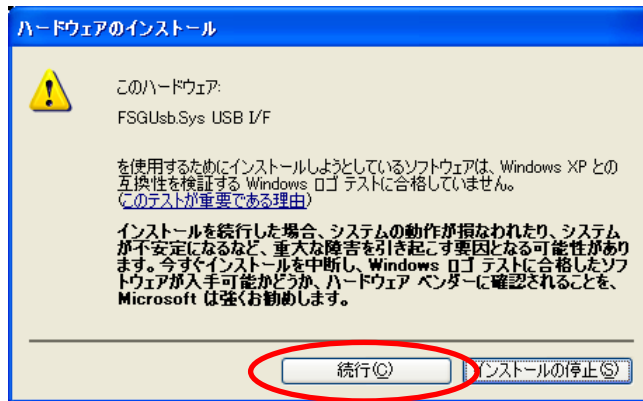 ハードウェアのインストール
このハードウェア:
FSGUsb.Sys USB I/F
を使用するためにインストールしようとしているソフトウェアは、Windows XP との
互換性を検証する Windows ロゴ テストに合格していません。
(このテストが重要である理由)
インストールを続行した場合、システムの動作が損なわれたり、システム
が不安定になるなど、重大な障害を引き起こす要因となる可能性があり
ます。今すぐインストールを中断し、Windows ロゴ テストに合格したソフ
トウェアが入手可能かどうか、ハードウェア ベンダーに確認されることを、
Microsoft は強くお勧めします。
続行(C) インストールの停止(S)